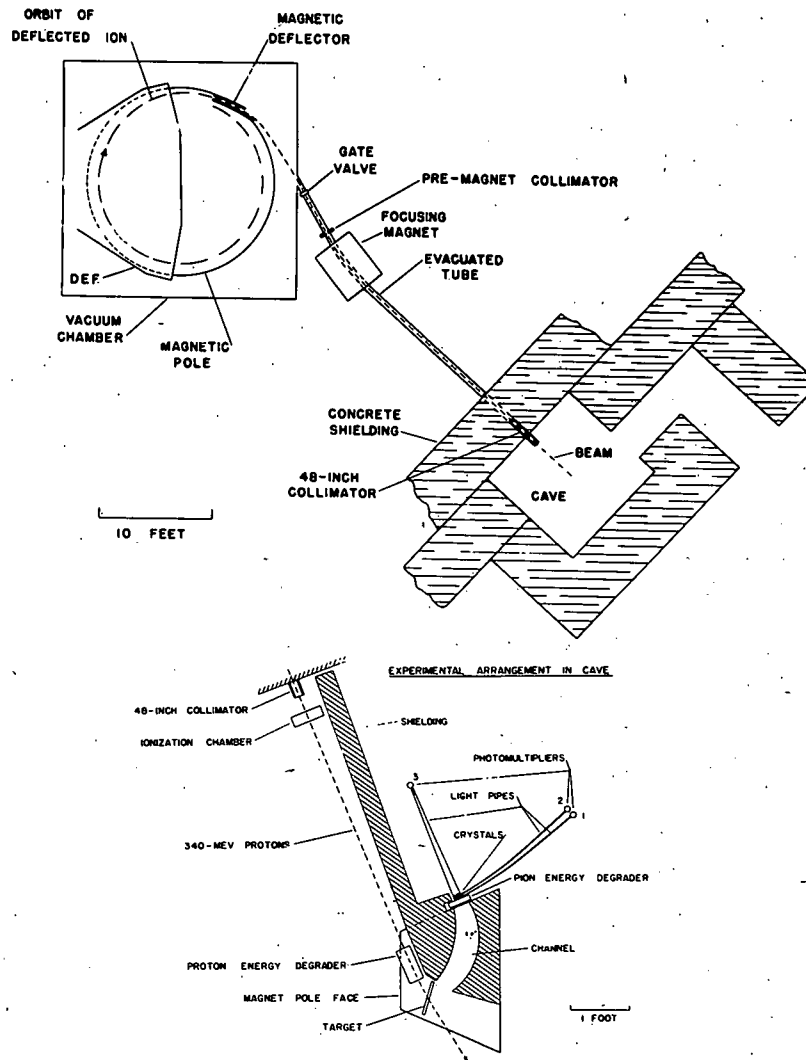 ORBIT OF
DEFLECTED ION
MAGNETIC
DEFLECTOR
GATE
VALVE
PRE-MAGNET COLLIMATOR
FOCUSING
MAGNET
EVACUATED
TUBE
DEF.
VACUUM
CHAMBER
MAGNETIC
POLE
CONCRETE
SHIELDING
BEAM
48-INCH
COLLIMATOR
CAVE
10 FEET
EXPERIMENTAL ARRANGEMENT IN CAVE
48-INCH COLLIMATOR
SHIELDING
IONIZATION CHAMBER
PHOTOMULTIPLIERS
3
LIGHT PIPES
2
1
340-MEV PROTONS
CRYSTALS
PION ENERGY DEGRADER
CHANNEL
PROTON ENERGY DEGRADER
MAGNET POLE FACE
TARGET
1 FOOT